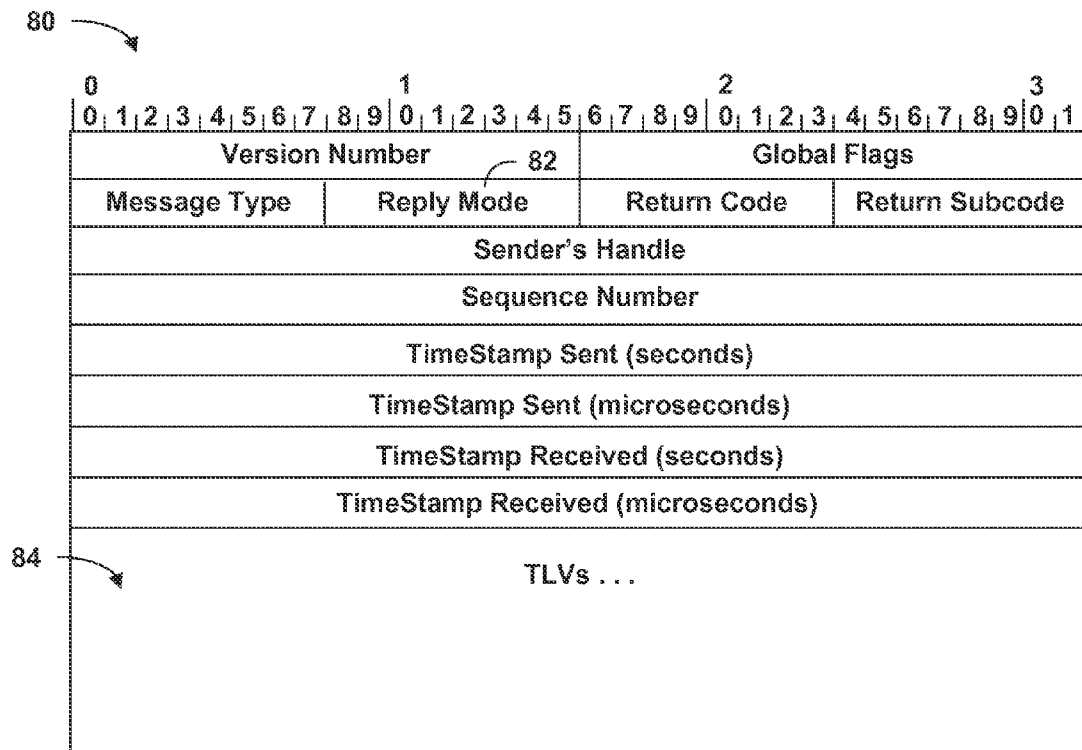 80
0 1 2 3
0 1 2 3 4 5 6 7 8 9 0 1 2 3 4 5 6 7 8 9 0 1 2 3 4 5 6 7 8 9 0 1
Version Number 82 Global Flags
Message Type Reply Mode Return Code Return Subcode
Sender's Handle
Sequence Number
TimeStamp Sent (seconds)
TimeStamp Sent (microseconds)
TimeStamp Received (seconds)
TimeStamp Received (microseconds)
84 TLVs . . .